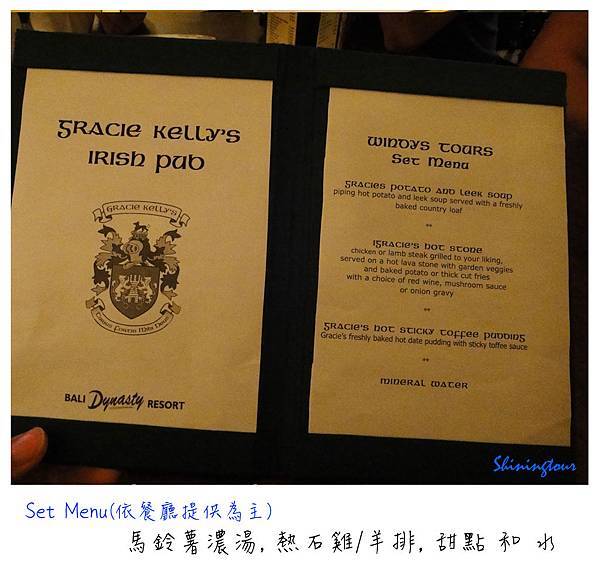 Gracie Kelly's
Irish Pub
Gracie Kelly's
BALI Dynasty RESORT
Windys Tours
Set Menu
Gracies Potato and Leek Soup
piping hot potato and leek soup served with a freshly
baked country loaf
**
Gracie's Hot Stone
chicken or lamb steak grilled to your liking,
served on a hot lava stone with garden veggies
and baked potato or thick cut fries
with a choice of red wine, mushroom sauce
or onion gravy
**
Gracie's Hot Sticky Toffee Pudding
Gracie's freshly baked hot date pudding with sticky toffee sauce
**
Mineral Water
Shiningtour
Set Menu(依餐廳提供為主)
馬鈴薯濃湯, 熱石雞/羊排, 甜點 和 水